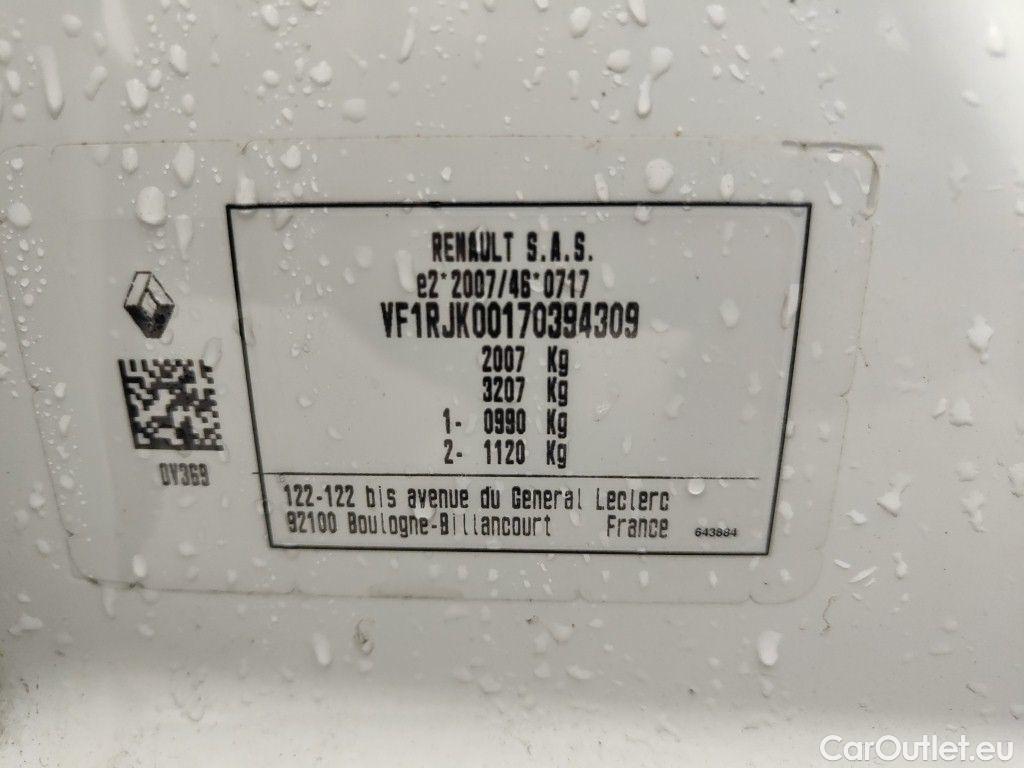 RENAULT S.A.S.
e2*2007/46*0717
VF1RJK00170394309
2007 Kg
3207 Kg
1- 0990 Kg
2- 1120 Kg
DV369
122-122 bis avenue du General Leclerc
92100 Boulogne-Billancourt France 643884
CarOutlet.eu